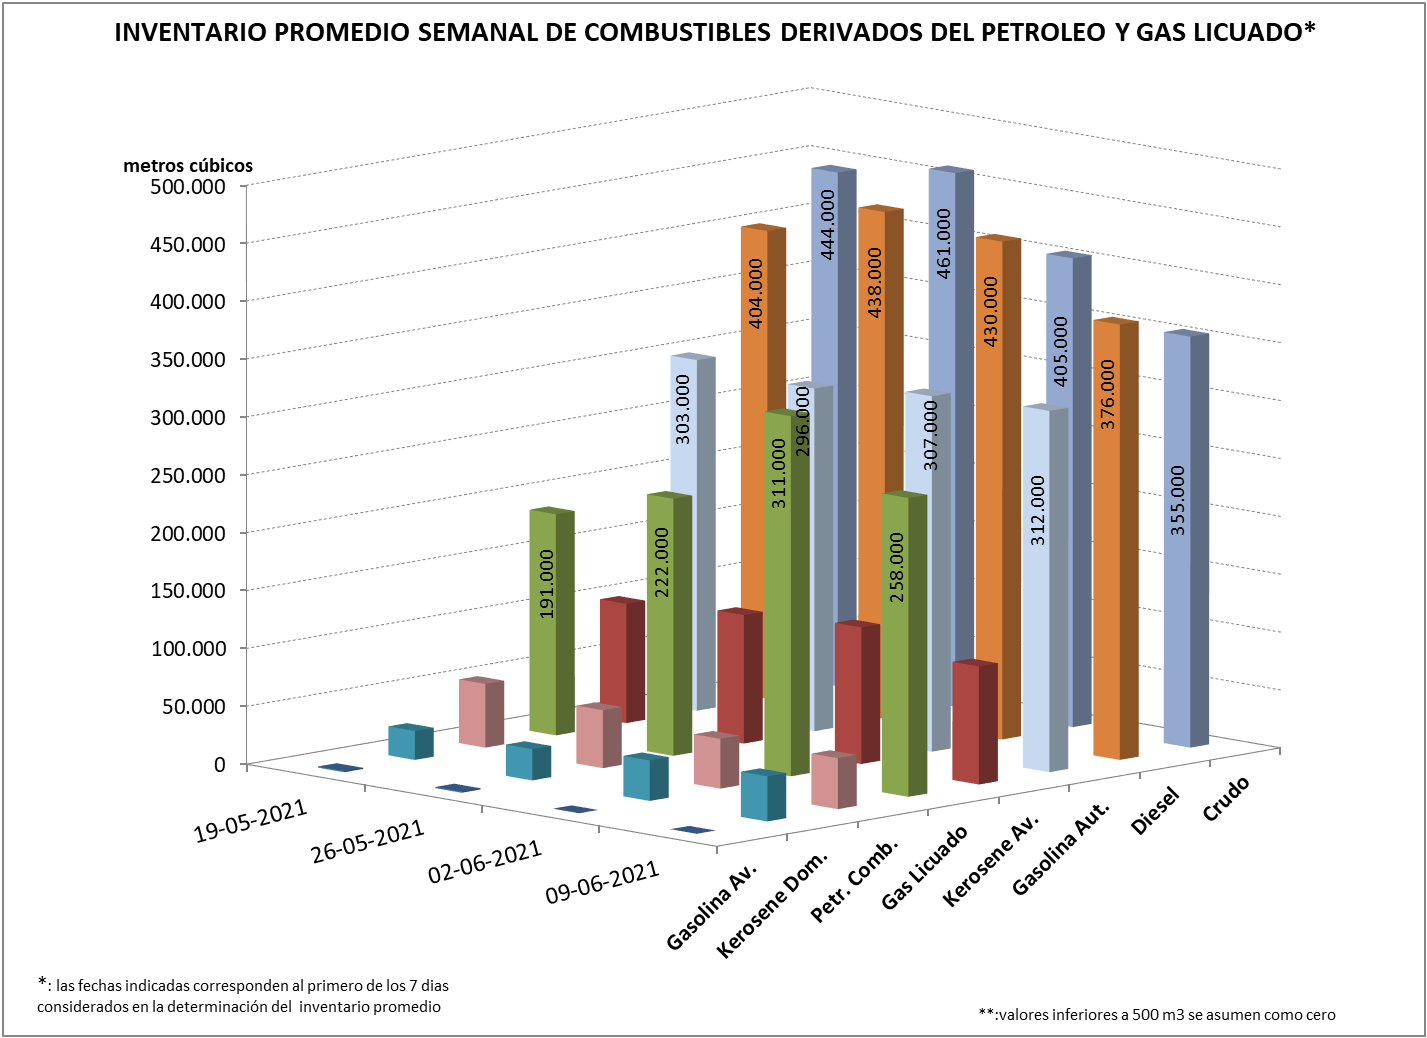 INVENTARIO PROMEDIO SEMANAL DE COMBUSTIBLES DERIVADOS DEL PETROLEO Y GAS LICUADO*
metros cúbicos
500.000
450.000
400.000
350.000
300.000
250.000
200.000
150.000
100.000
50.000
0
191.000
222.000
311.000
258.000
303.000
296.000
307.000
312.000
404.000
438.000
430.000
376.000
444.000
461.000
405.000
355.000
19-05-2021
26-05-2021
02-06-2021
09-06-2021
Gasolina Av.
Kerosene Dom.
Petr. Comb.
Gas Licuado
Kerosene Av.
Gasolina Aut.
Diesel
Crudo
*: las fechas indicadas corresponden al primero de los 7 dias
considerados en la determinación del inventario promedio
**:valores inferiores a 500 m3 se asumen como cero